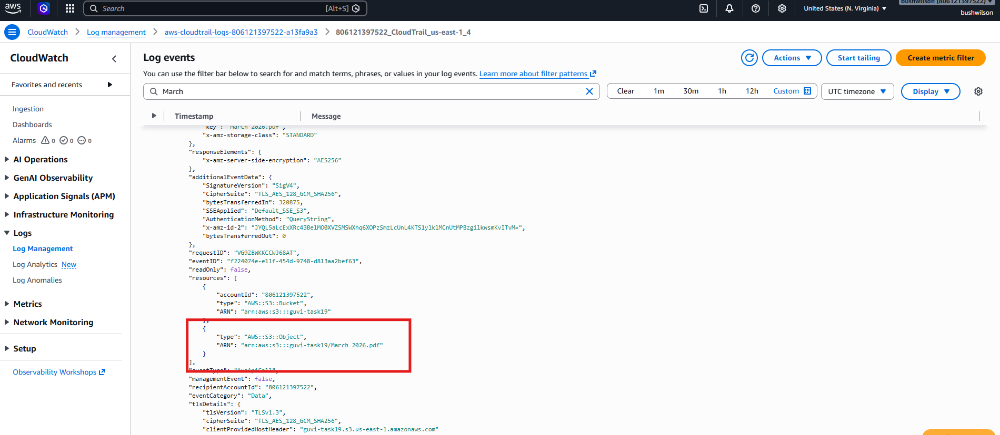 aws
Search
[Alt+S]
United States (N. Virginia)
bushwilson (806121397522)
bushwilson
CloudWatch
Log management
aws-cloudtrail-logs-806121397522-a13fa9a3
806121397522_CloudTrail_us-east-1_4
CloudWatch
Favorites and recents
Ingestion
Dashboards
Alarms 0 0 0
AI Operations
GenAI Observability
Application Signals (APM)
Infrastructure Monitoring
Logs
Log Management
Log Analytics New
Log Anomalies
Metrics
Network Monitoring
Setup
Observability Workshops
Log events
Actions
Start tailing
Create metric filter
You can use the filter bar below to search for and match terms, phrases, or values in your log events. Learn more about filter patterns
March
Clear 1m 30m 1h 12h Custom
UTC timezone
Display
Timestamp Message
"key": "March 2026.pdf",
"x-amz-storage-class": "STANDARD"
},
"responseElements": {
"x-amz-server-side-encryption": "AES256"
},
"additionalEventData": {
"SignatureVersion": "SigV4",
"CipherSuite": "TLS_AES_128_GCM_SHA256",
"bytesTransferredIn": 320875,
"SSEApplied": "Default_SSE_S3",
"AuthenticationMethod": "QueryString",
"x-amz-id-2": "JYQL5aLcExXRc43BelMO0XVZSMSWXhq6XOPzSmzLcUnL4KTS1ylk1MCnUtMPBzgilkwsmKvITvM=",
"bytesTransferredOut": 0
},
"requestID": "VG9ZBWKKCCWJ68AT",
"eventID": "f224074e-e11f-454d-9748-d813aa2bef63",
"readOnly": false,
"resources": [
{
"accountId": "806121397522",
"type": "AWS::S3::Bucket",
"ARN": "arn:aws:s3:::guvi-task19"
},
{
"type": "AWS::S3::Object",
"ARN": "arn:aws:s3:::guvi-task19/March 2026.pdf"
}
],
"eventType": "AwsApiCall",
"managementEvent": false,
"recipientAccountId": "806121397522",
"eventCategory": "Data",
"tlsDetails": {
"tlsVersion": "TLSv1.3",
"cipherSuite": "TLS_AES_128_GCM_SHA256",
"clientProvidedHostHeader": "guvi-task19.s3.us-east-1.amazonaws.com"